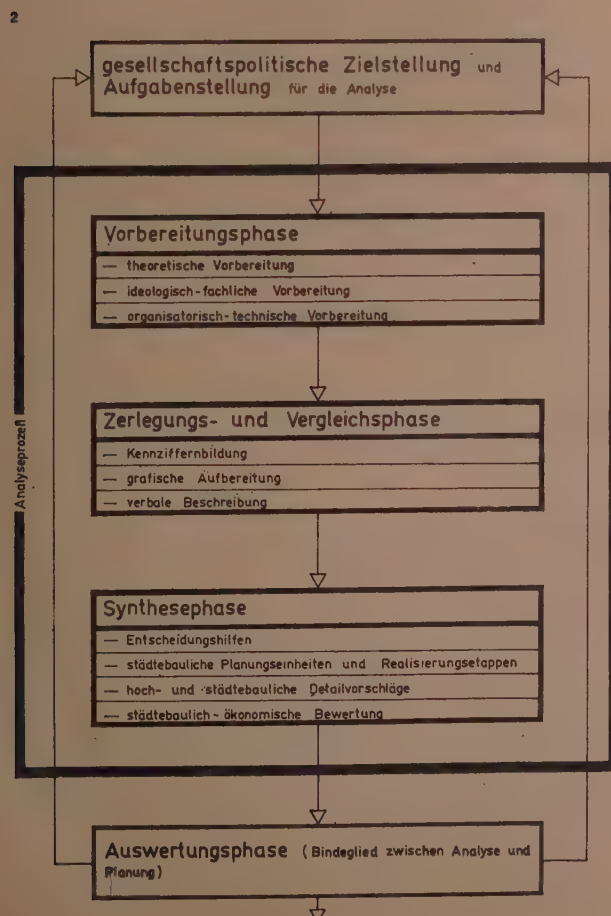 2
gesellschaftspolitische Zielstellung und
Aufgabenstellung für die Analyse
Analyseprozeß
Vorbereitungsphase
— theoretische Vorbereitung
— ideologisch-fachliche Vorbereitung
— organisatorisch-technische Vorbereitung
Zerlegungs- und Vergleichsphase
— Kennziffernbildung
— grafische Aufbereitung
— verbale Beschreibung
Synthesephase
— Entscheidungshilfen
— städtebauliche Planungseinheiten und Realisierungsetappen
— hoch- und städtebauliche Detailvorschläge
— städtebaulich-ökonomische Bewertung
Auswertungsphase (Bindeglied zwischen Analyse und
Planung)